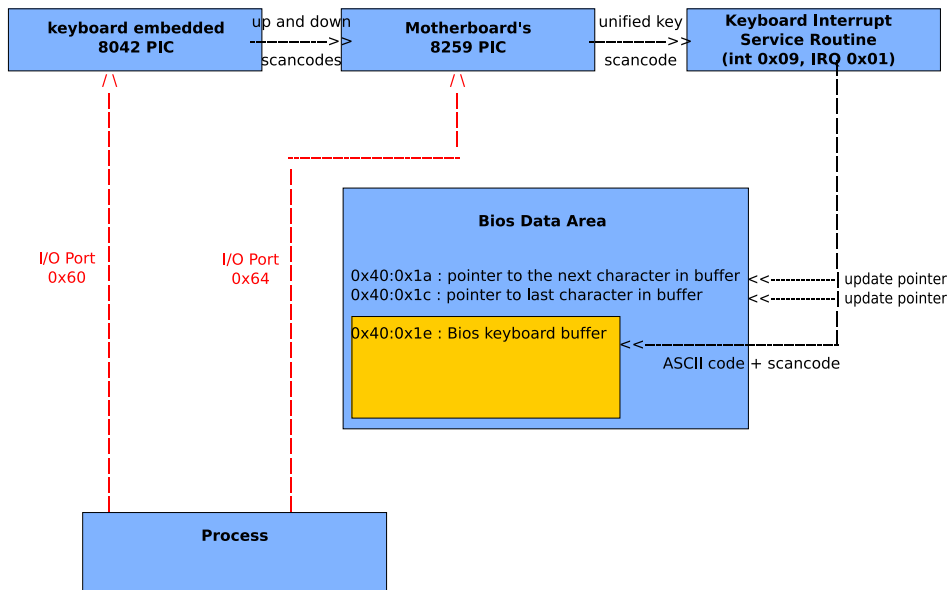 keyboard embedded
8042 PIC
up and down
------------>>
scancodes
Motherboard's
8259 PIC
unified key
------------>>
scancode
Keyboard Interrupt
Service Routine
(int 0x09, IRQ 0x01)
Bios Data Area
I/O Port
0x60
I/O Port
0x64
0x40:0x1a : pointer to the next character in buffer
0x40:0x1c : pointer to last character in buffer
<<-------- update pointer
<<-------- update pointer
0x40:0x1e : Bios keyboard buffer
ASCII code + scancode
Process